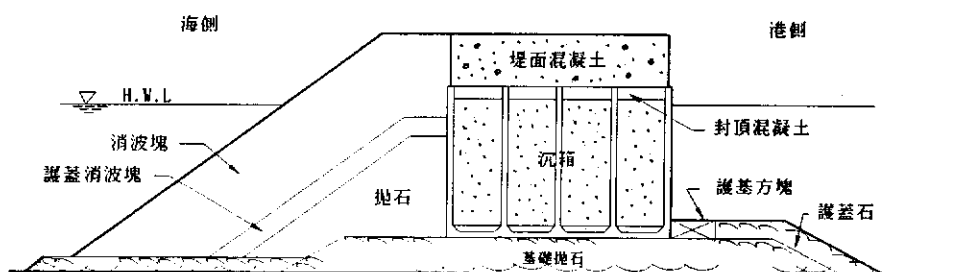 海側
港側
堤面混凝土
H.W.L
封頂混凝土
消波塊
沉箱
護蓋消波塊
護基方塊
拋石
護蓋石
基礎拋石